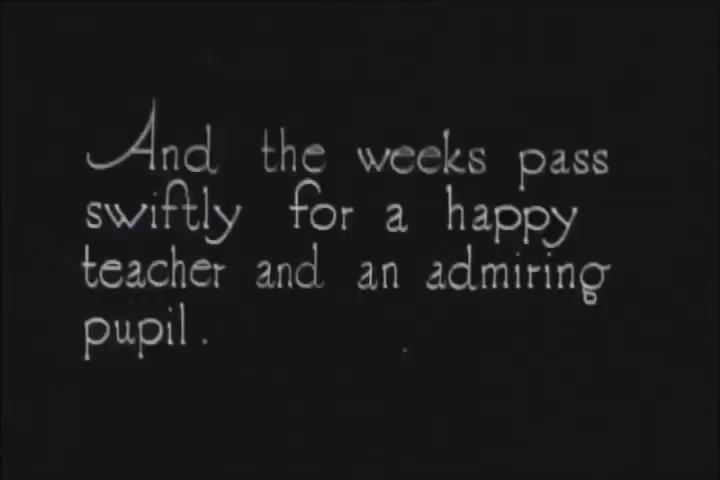 And the weeks pass
swiftly for a happy
teacher and an admiring
pupil.